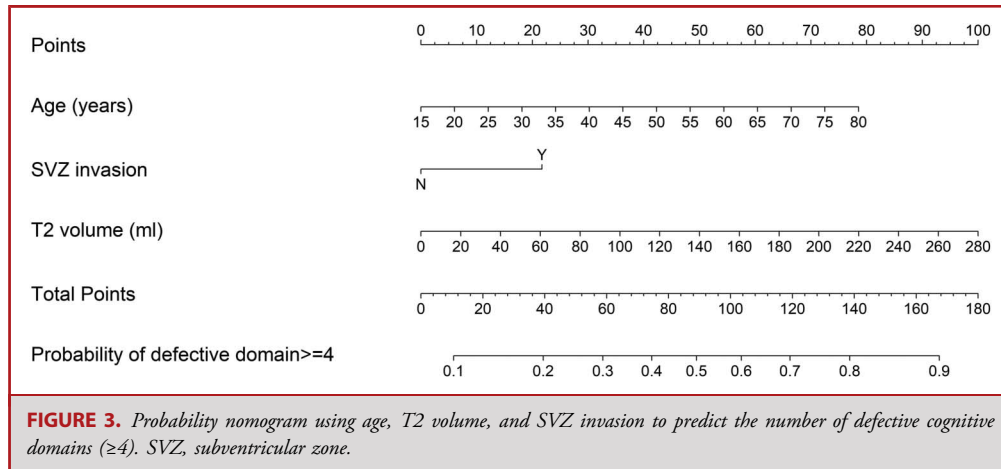 Points
0 10 20 30 40 50 60 70 80 90 100
Age (years)
15 20 25 30 35 40 45 50 55 60 65 70 75 80
SVZ invasion
Y
N
T2 volume (ml)
0 20 40 60 80 100 120 140 160 180 200 220 240 260 280
Total Points
0 20 40 60 80 100 120 140 160 180
Probability of defective domain>=4
0.1 0.2 0.3 0.4 0.5 0.6 0.7 0.8 0.9
FIGURE 3. Probability nomogram using age, T2 volume, and SVZ invasion to predict the number of defective cognitive
domains (≥4). SVZ, subventricular zone.